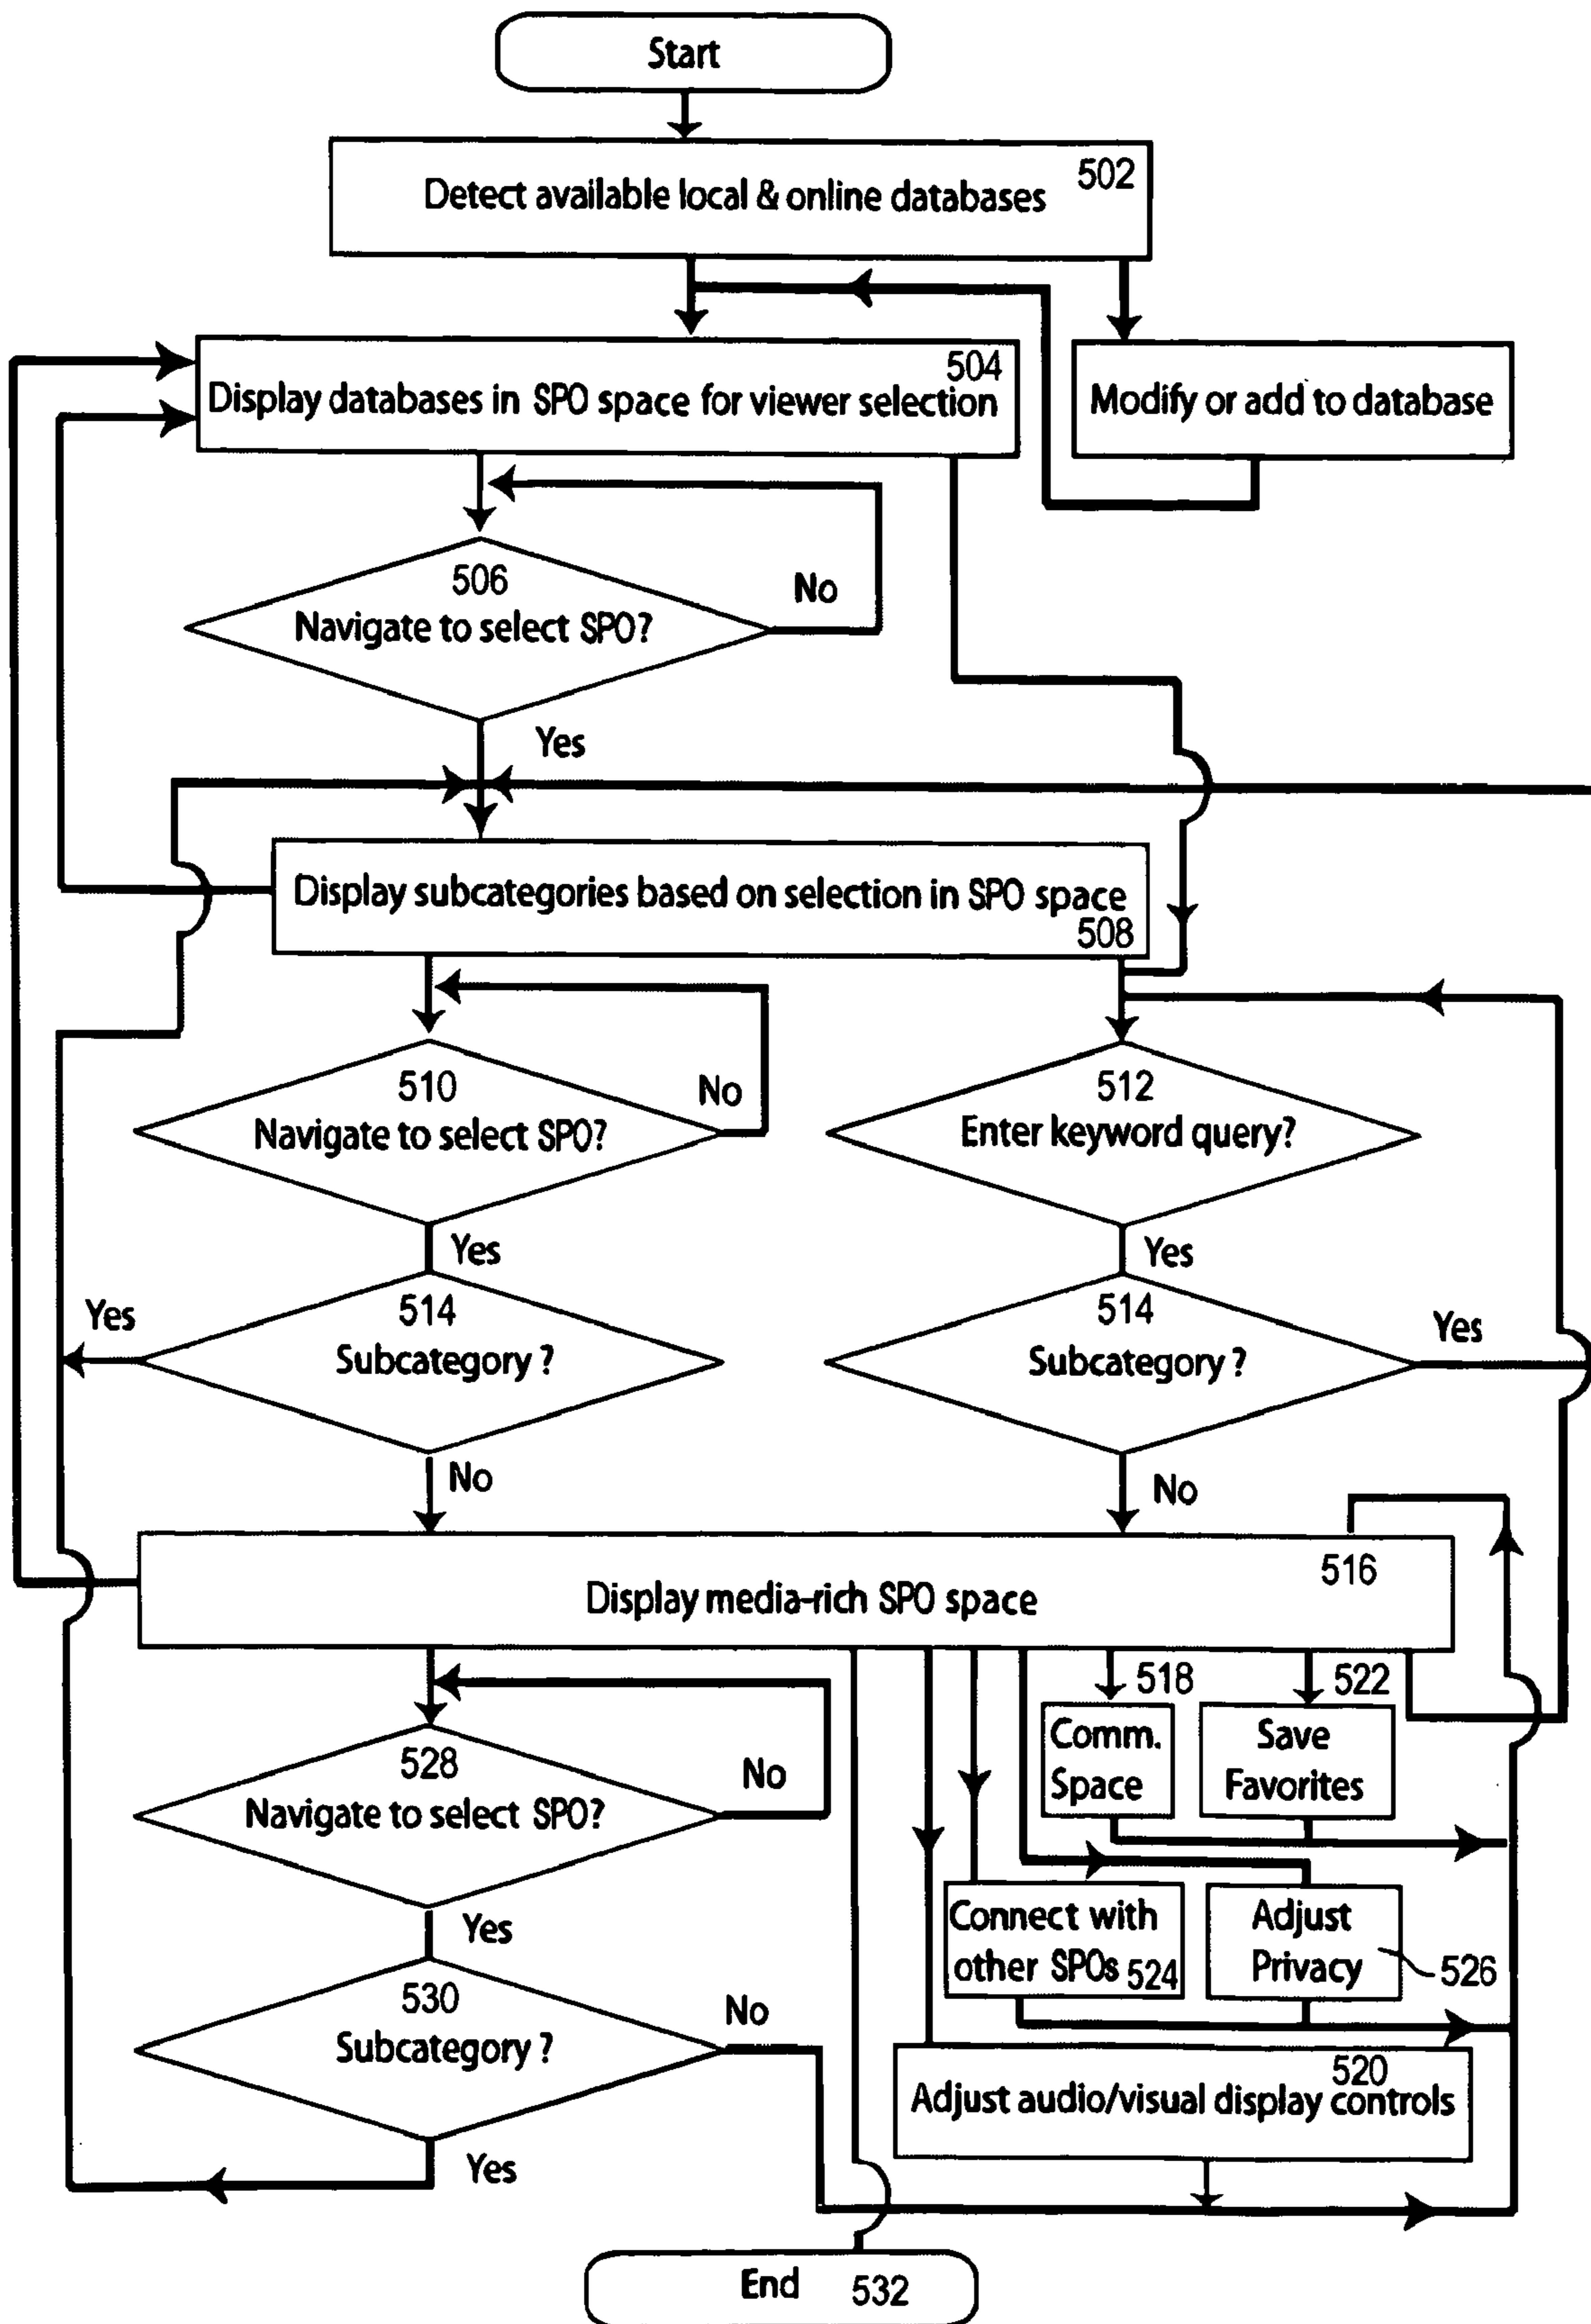 Start
502
Detect available local & online databases
504
Display databases in SPO space for viewer selection
Modify or add to database
506
Navigate to select SPO?
No
Yes
Display subcategories based on selection in SPO space
508
510
Navigate to select SPO?
No
512
Enter keyword query?
Yes
Yes
514
Subcategory ?
Yes
514
Subcategory ?
Yes
No
No
516
Display media-rich SPO space
518
522
Comm.
Space
Save
Favorites
528
Navigate to select SPO?
No
Connect with
other SPOs 524
Adjust
Privacy
526
Yes
530
Subcategory ?
No
520
Adjust audio/visual display controls
Yes
End 532